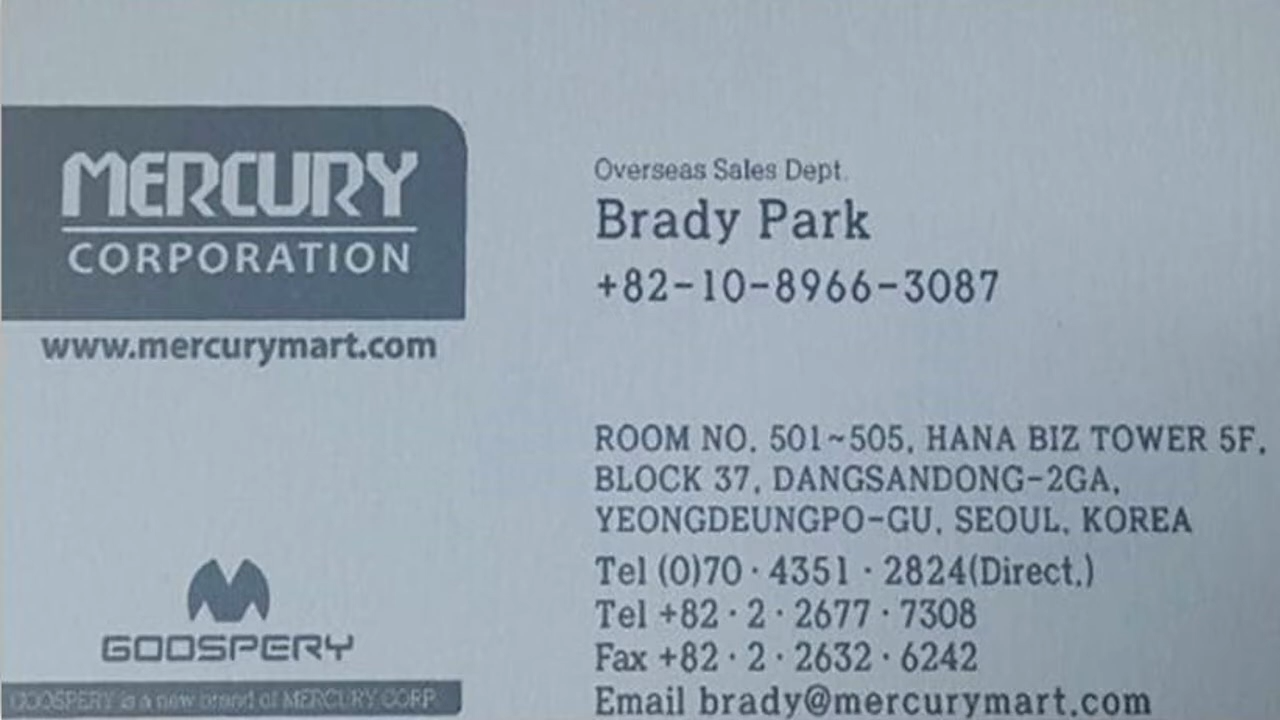 MERCURY
CORPORATION
www.mercurymart.com
GOOSPERY
GOOSPERY is a new brand of MERCURY CORP.
Overseas Sales Dept.
Brady Park
+82-10-8966-3087
ROOM NO. 501~505, HANA BIZ TOWER 5F,
BLOCK 37, DANGSANDONG-2GA,
YEONGDEUNGPO-GU, SEOUL, KOREA
Tel (0)70 · 4351 · 2824(Direct.)
Tel +82 · 2 · 2677 · 7308
Fax +82 · 2 · 2632 · 6242
Email brady@mercurymart.com